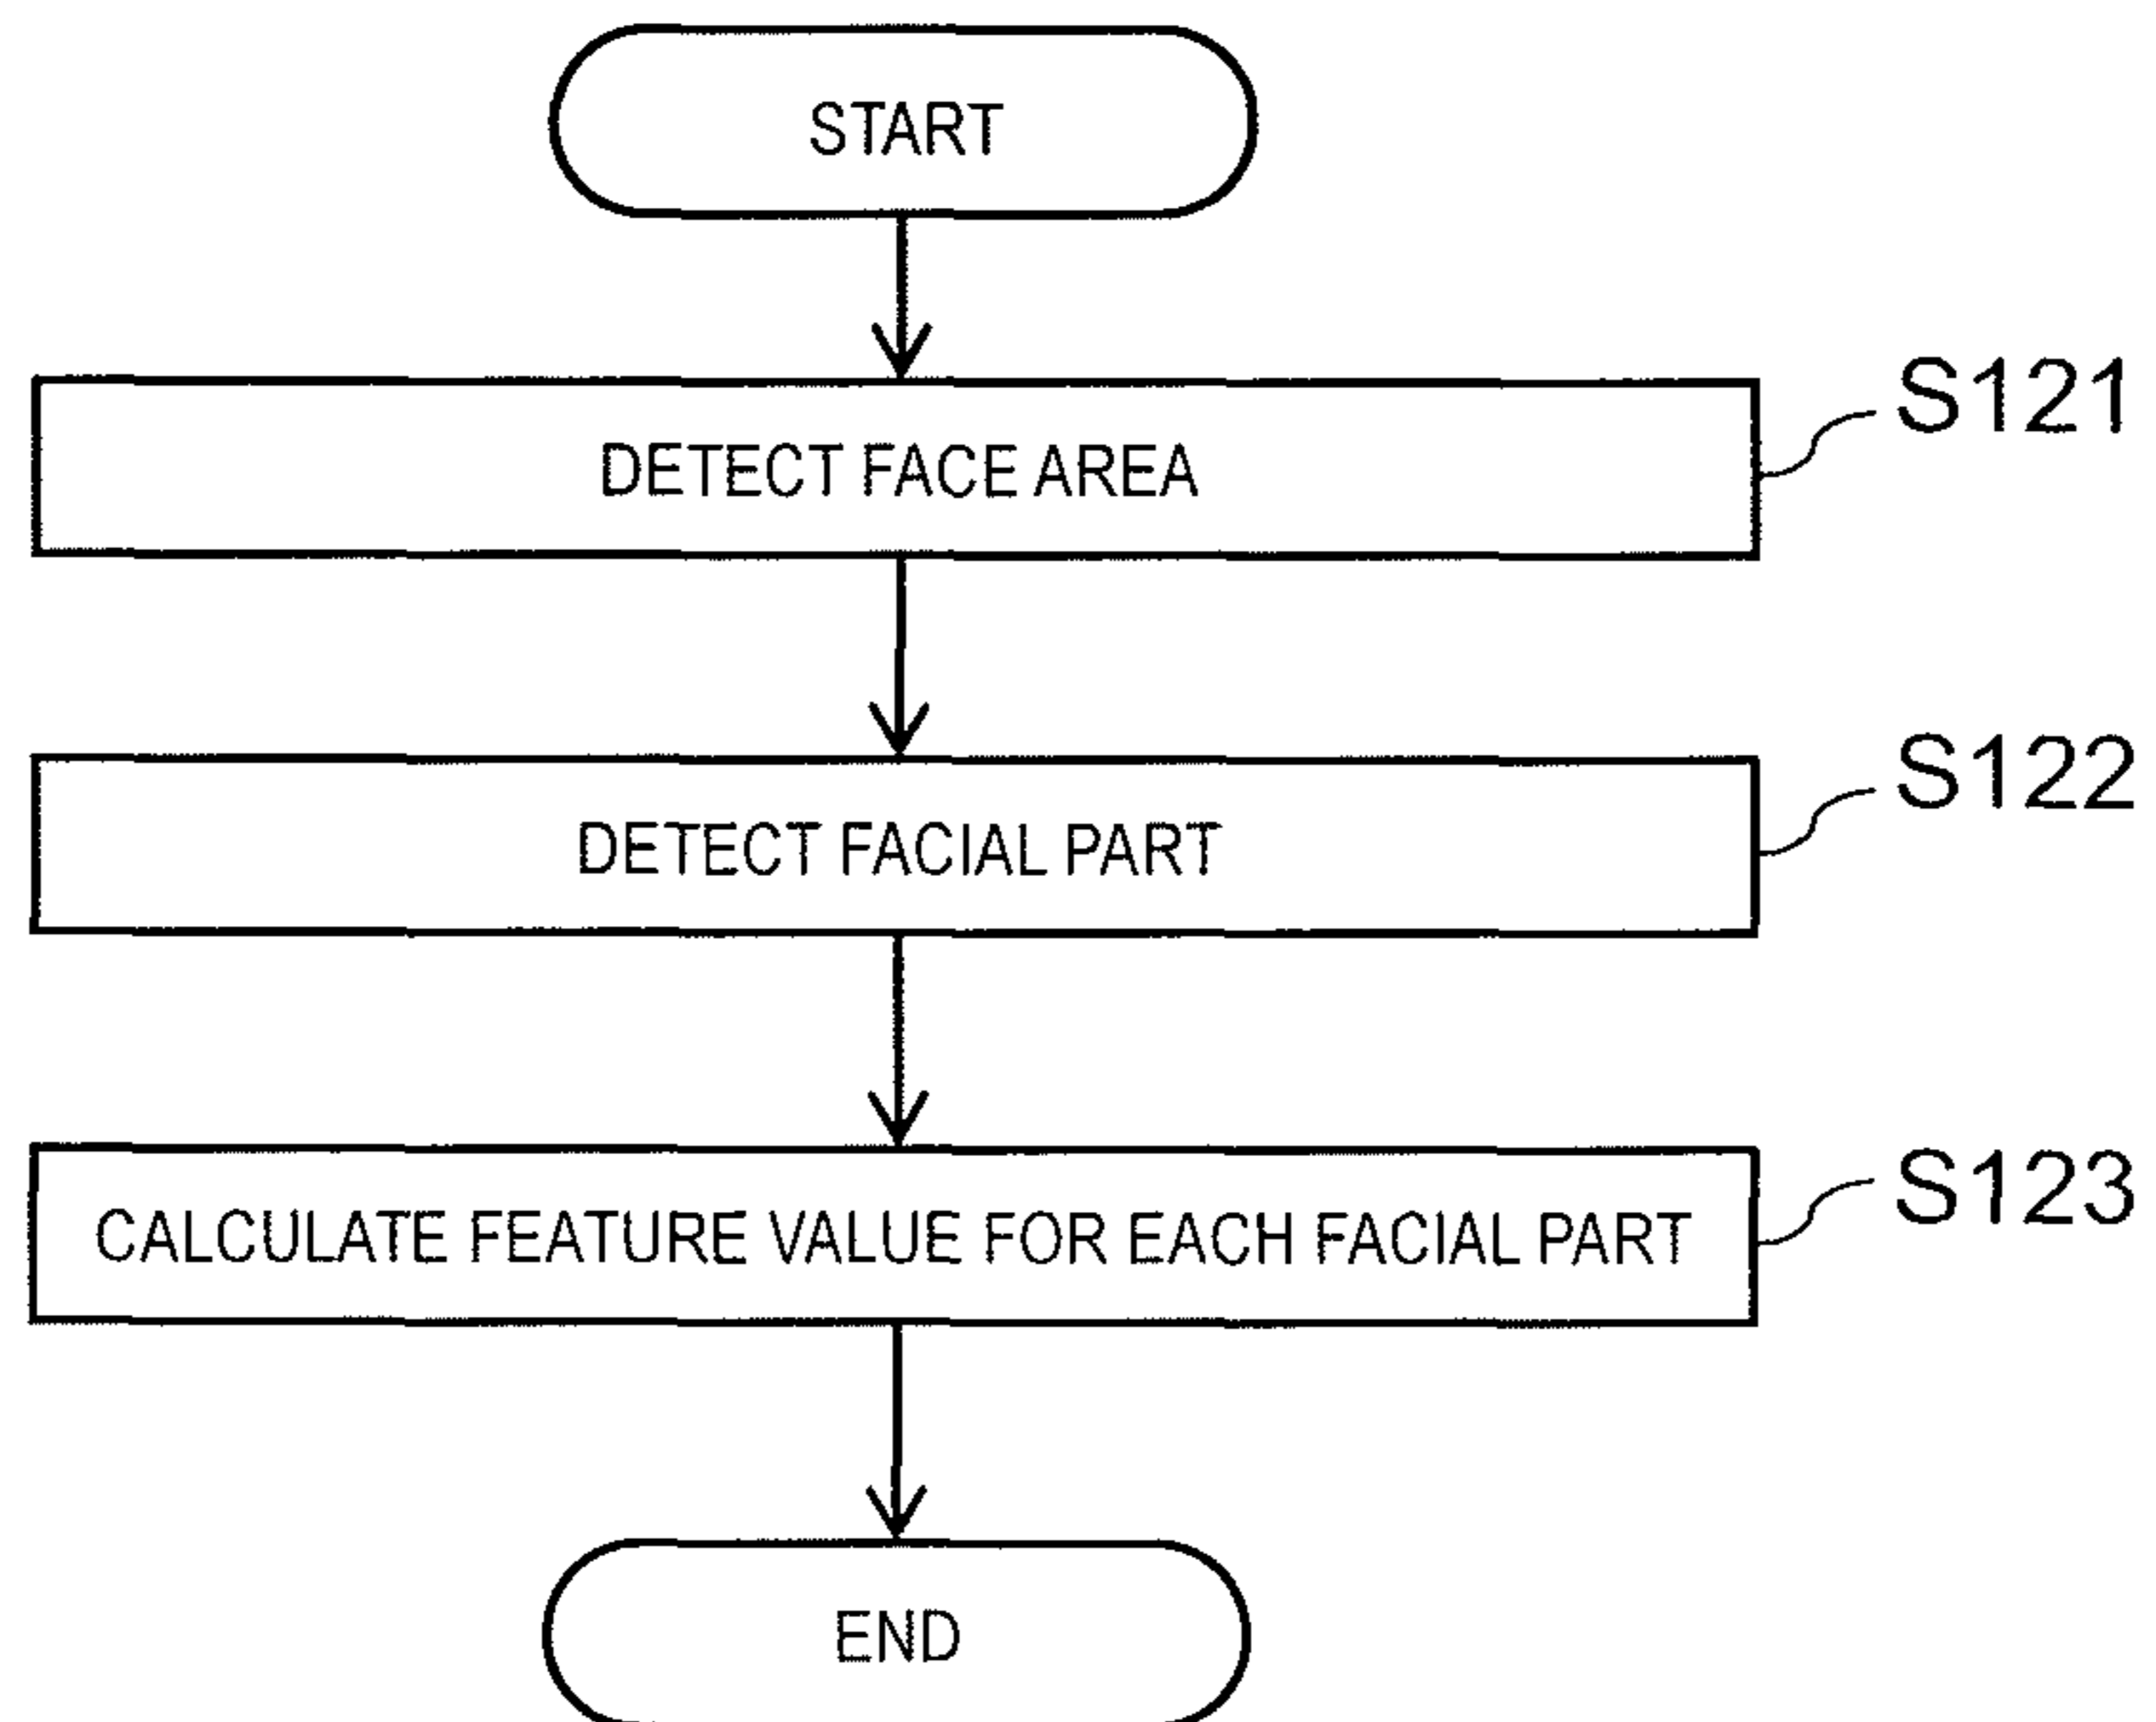 START
DETECT FACE AREA
S121
DETECT FACIAL PART
S122
CALCULATE FEATURE VALUE FOR EACH FACIAL PART
S123
END